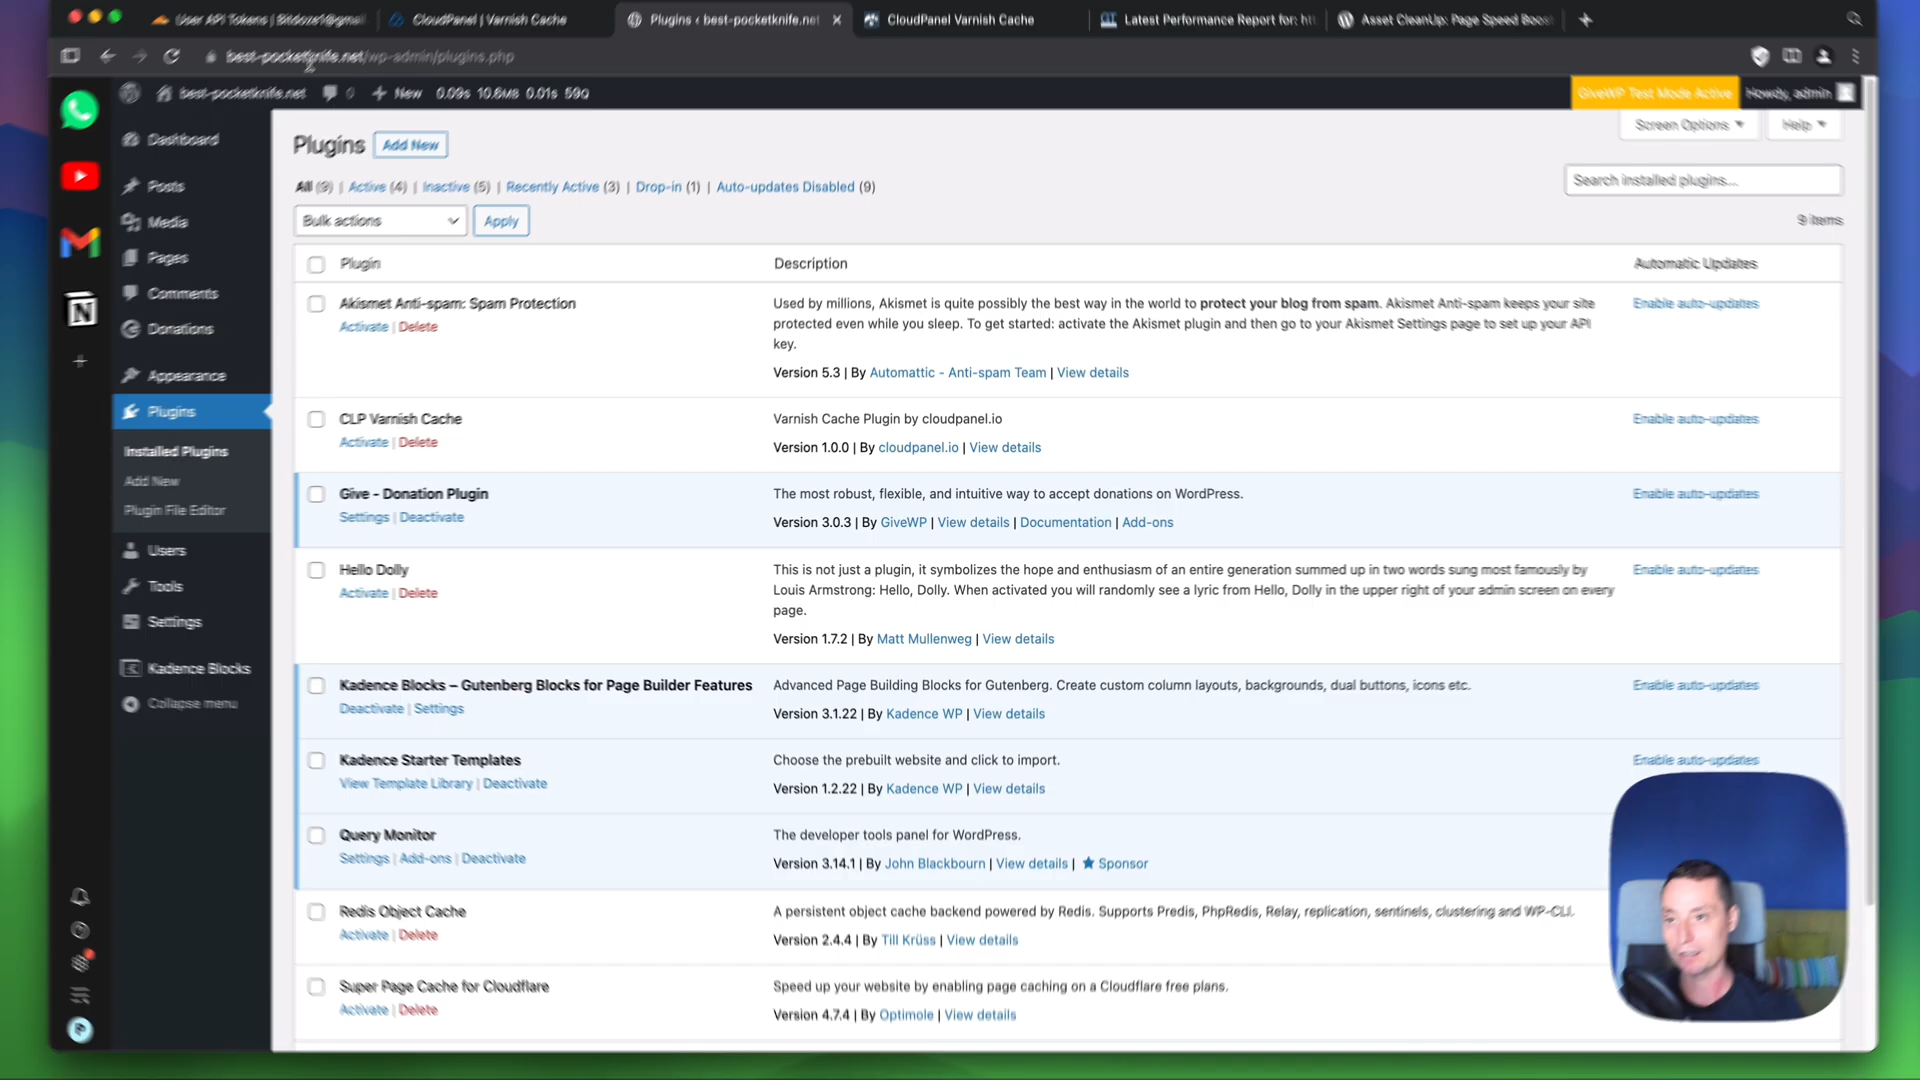 User API Tokens | Bitdoze1@gmail
CloudPanel | Varnish Cache
Plugins ‹ best-pocketknife.net
CloudPanel Varnish Cache
Latest Performance Report for: ht
Asset CleanUp: Page Speed Boos
best-pocketknife.net/wp-admin/plugins.php
best-pocketknife.net
0
New
0.09s 10.6MB 0.01s 59Q
GiveWP Test Mode Active
Howdy, admin
Screen Options
Help
Dashboard
Posts
Media
Pages
Comments
Donations
Appearance
Plugins
Installed Plugins
Add New
Plugin File Editor
Users
Tools
Settings
Kadence Blocks
Collapse menu
Plugins
Add New
All (9) | Active (4) | Inactive (5) | Recently Active (3) | Drop-in (1) | Auto-updates Disabled (9)
Search installed plugins...
Bulk actions
Apply
9 items
Plugin
Description
Automatic Updates
Akismet Anti-spam: Spam Protection
Activate | Delete
Used by millions, Akismet is quite possibly the best way in the world to protect your blog from spam. Akismet Anti-spam keeps your site
protected even while you sleep. To get started: activate the Akismet plugin and then go to your Akismet Settings page to set up your API
key.
Version 5.3 | By Automattic - Anti-spam Team | View details
Enable auto-updates
CLP Varnish Cache
Activate | Delete
Varnish Cache Plugin by cloudpanel.io
Version 1.0.0 | By cloudpanel.io | View details
Enable auto-updates
Give - Donation Plugin
Settings | Deactivate
The most robust, flexible, and intuitive way to accept donations on WordPress.
Version 3.0.3 | By GiveWP | View details | Documentation | Add-ons
Enable auto-updates
Hello Dolly
Activate | Delete
This is not just a plugin, it symbolizes the hope and enthusiasm of an entire generation summed up in two words sung most famously by
Louis Armstrong: Hello, Dolly. When activated you will randomly see a lyric from Hello, Dolly in the upper right of your admin screen on every
page.
Version 1.7.2 | By Matt Mullenweg | View details
Enable auto-updates
Kadence Blocks – Gutenberg Blocks for Page Builder Features
Deactivate | Settings
Advanced Page Building Blocks for Gutenberg. Create custom column layouts, backgrounds, dual buttons, icons etc.
Version 3.1.22 | By Kadence WP | View details
Enable auto-updates
Kadence Starter Templates
View Template Library | Deactivate
Choose the prebuilt website and click to import.
Version 1.2.22 | By Kadence WP | View details
Enable auto-updates
Query Monitor
Settings | Add-ons | Deactivate
The developer tools panel for WordPress.
Version 3.14.1 | By John Blackbourn | View details | ★ Sponsor
Redis Object Cache
Activate | Delete
A persistent object cache backend powered by Redis. Supports Predis, PhpRedis, Relay, replication, sentinels, clustering and WP-CLI.
Version 2.4.4 | By Till Krüss | View details
Super Page Cache for Cloudflare
Activate | Delete
Speed up your website by enabling page caching on a Cloudflare free plans.
Version 4.7.4 | By Optimole | View details